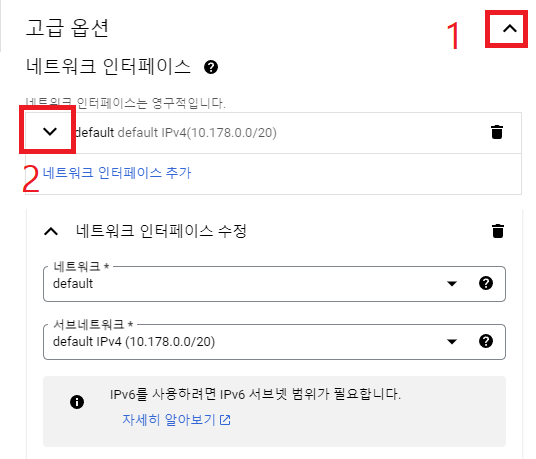 고급 옵션
1
네트워크 인터페이스
네트워크 인터페이스는 영구적입니다.
default default IPv4(10.178.0.0/20)
2
네트워크 인터페이스 추가
네트워크 인터페이스 수정
네트워크 *
default
서브네트워크 *
default IPv4 (10.178.0.0/20)
IPv6를 사용하려면 IPv6 서브넷 범위가 필요합니다.
자세히 알아보기